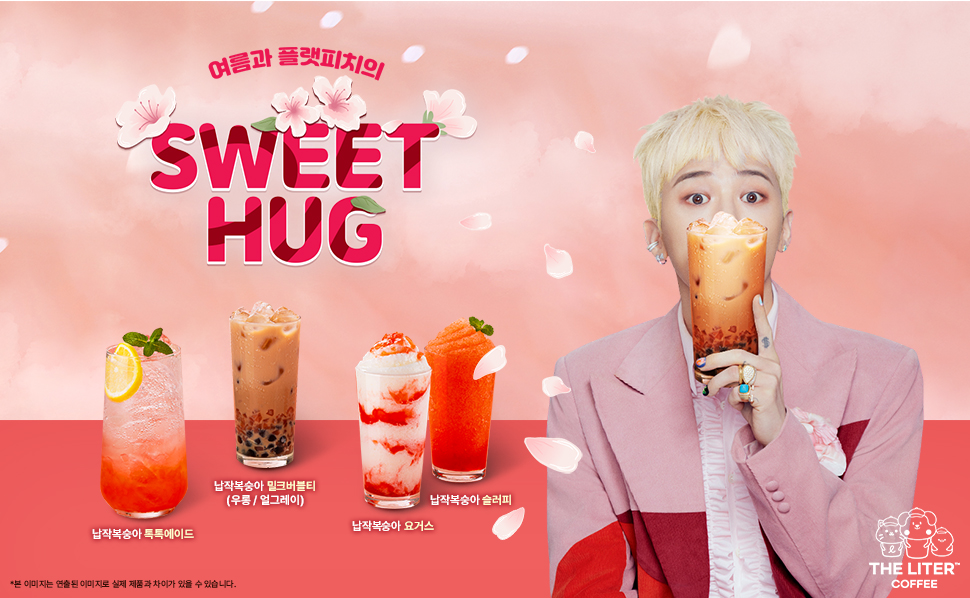 여름과 플랫피치의
SWEET
HUG
납작복숭아 톡톡에이드
납작복숭아 밀크버블티
(우롱 / 얼그레이)
납작복숭아 요거스
납작복숭아 슬러피
*본 이미지는 연출된 이미지로 실제 제품과 차이가 있을 수 있습니다.
THE LITER™
COFFEE